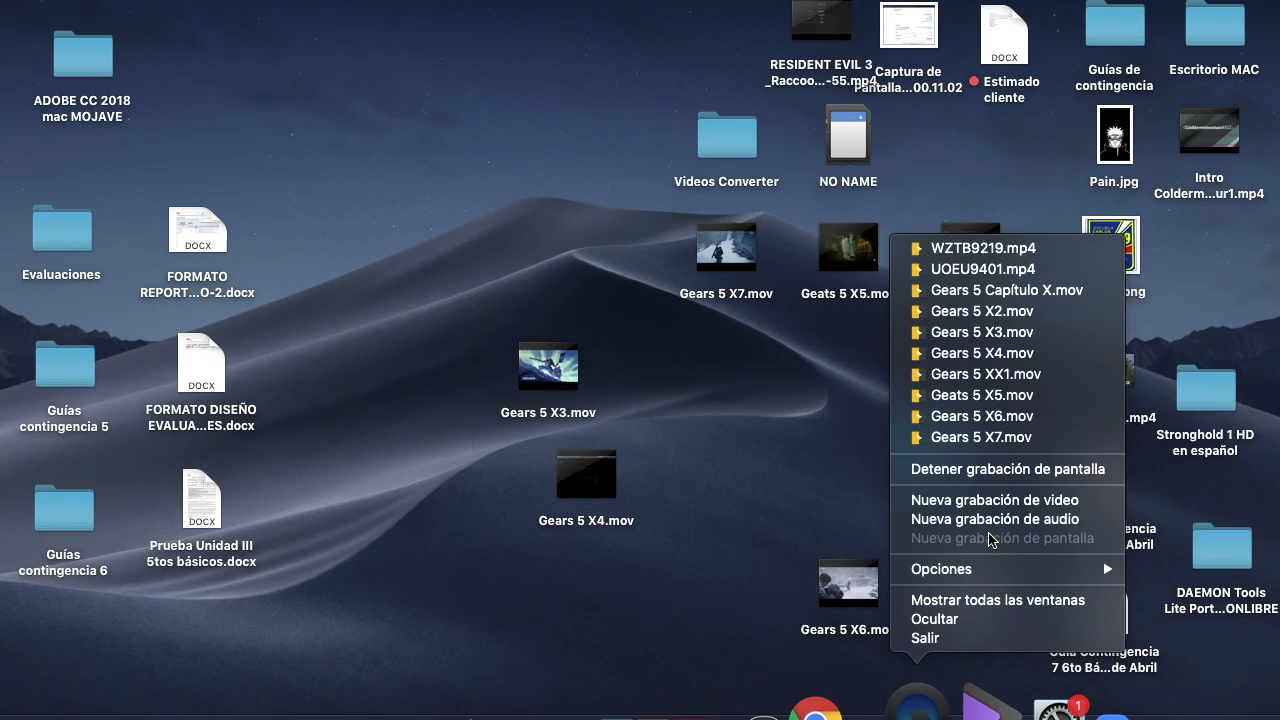 ADOBE CC 2018
mac MOJAVE
RESIDENT EVIL 3
_Raccoo...-55.mp4
Captura de
Pantalla...00.11.02
DOCX
Estimado
cliente
Guías de
contingencia
Escritorio MAC
Videos Converter
NO NAME
Pain.jpg
Intro
Colderm...ur1.mp4
Evaluaciones
DOCX
FORMATO
REPORT...O-2.docx
Gears 5 X7.mov
Geats 5 X5.mo
png
WZTB9219.mp4
UOEU9401.mp4
Gears 5 Capítulo X.mov
Gears 5 X2.mov
Gears 5 X3.mov
Gears 5 X4.mov
Gears 5 XX1.mov
Geats 5 X5.mov
Gears 5 X6.mov
Gears 5 X7.mov
Detener grabación de pantalla
Nueva grabación de video
Nueva grabación de audio
Nueva grabación de pantalla
Opciones
Mostrar todas las ventanas
Ocultar
Salir
Guías
contingencia 5
DOCX
FORMATO DISEÑO
EVALUA...ES.docx
Gears 5 X3.mov
.mp4
Stronghold 1 HD
en español
Gears 5 X4.mov
Guías
contingencia 6
DOCX
Prueba Unidad III
5tos básicos.docx
encia
Abril
DAEMON Tools
Lite Port...ONLIBRE
Gears 5 X6.mo
Guía Contingencia
7 6to Bá...de Abril
1